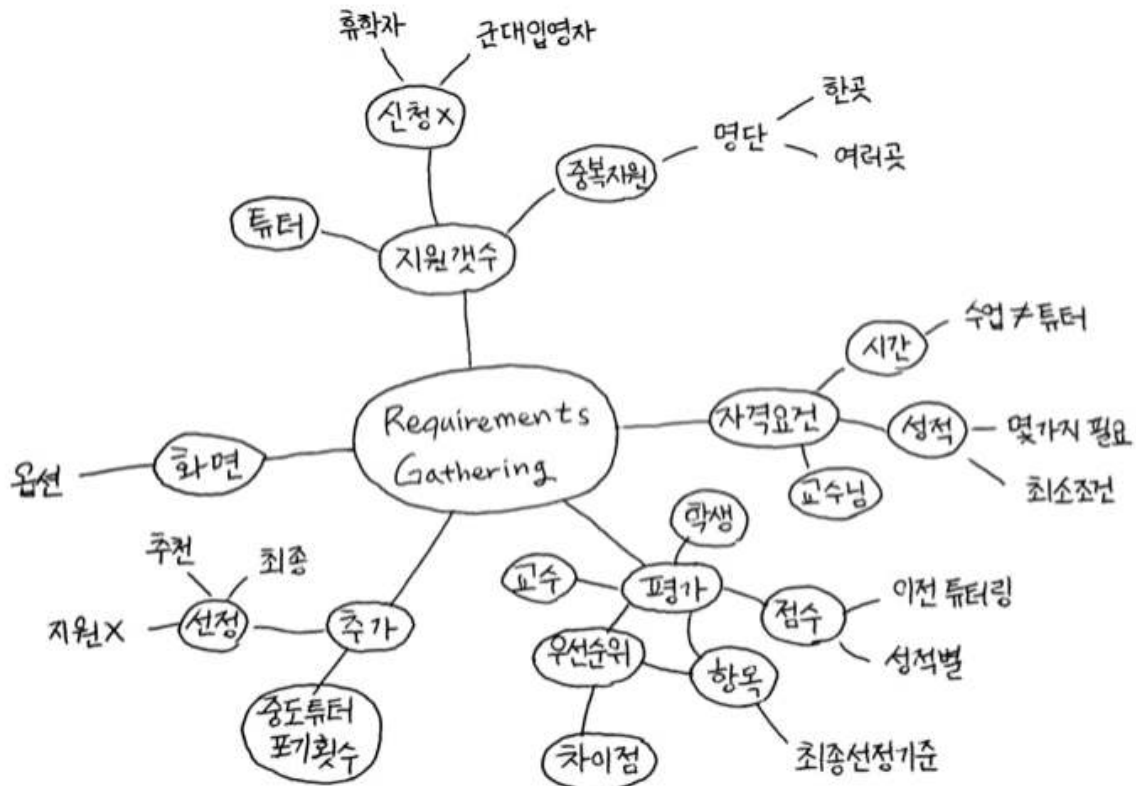 휴학자
군대입영자
신청X
한곳
명단
여러곳
중복지원
튜터
지원갯수
수업≠튜터
시간
Requirements
Gathering
자격요건
성적
몇가지 필요
최소조건
교수님
화면
옵션
학생
교수
평가
점수
이전 튜터링
성적별
우선순위
항목
차이점
최종선정기준
추천
최종
지원X
선정
추가
중도튜터
포기횟수